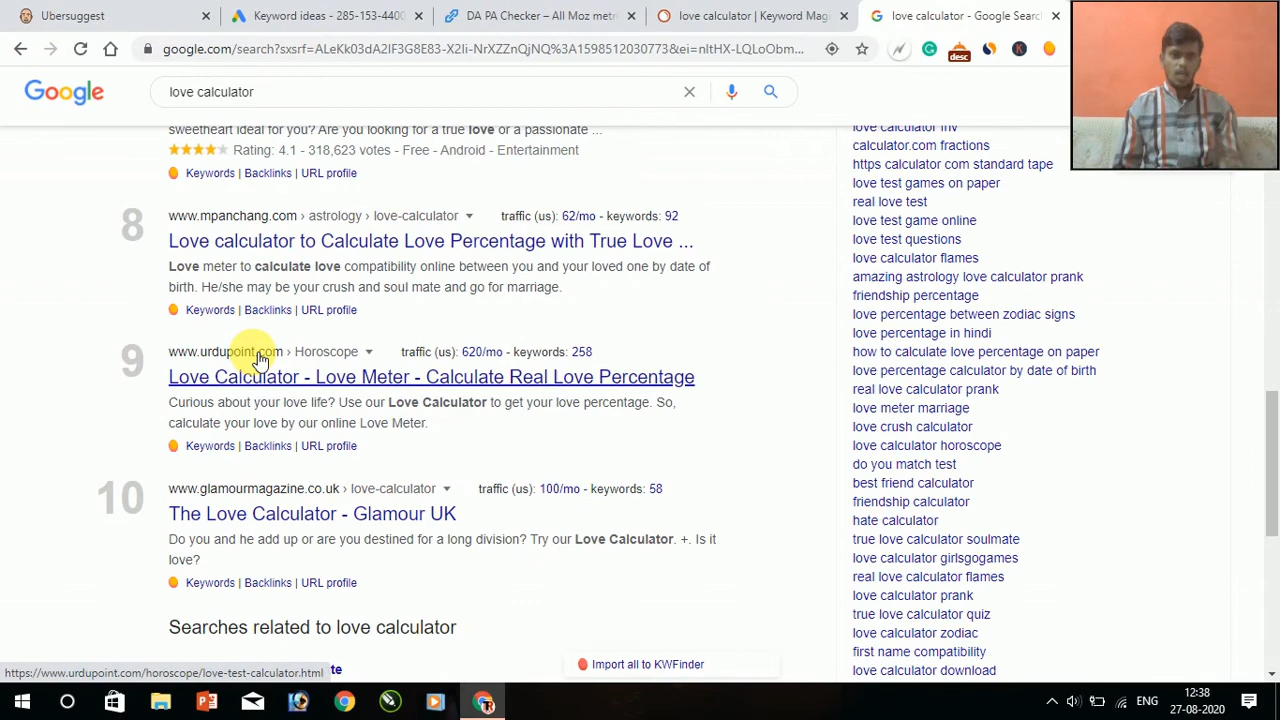 Ubersuggest
Keyword ideas - 285-153-4400
DA PA Checker – All Moz metr
love calculator | Keyword Mag
love calculator - Google Searc
google.com/search?sxsrf=ALeKk03dA2IF3G8E83-X2Ii-NrXZZnQjNQ%3A1598512030773&ei=nltHX-LQLoObm...
desc
K
Google
love calculator
sweetheart ideal for you? Are you looking for a true love or a passionate ...
Rating: 4.1 - 318,623 votes - Free - Android - Entertainment
Keywords | Backlinks | URL profile
8
www.mpanchang.com › astrology › love-calculator
traffic (us): 62/mo - keywords: 92
Love calculator to Calculate Love Percentage with True Love ...
Love meter to calculate love compatibility online between you and your loved one by date of
birth. He/she may be your crush and soul mate and go for marriage.
Keywords | Backlinks | URL profile
9
www.urdupoint.com › Horoscope
traffic (us): 620/mo - keywords: 258
Love Calculator - Love Meter - Calculate Real Love Percentage
Curious about your love life? Use our Love Calculator to get your love percentage. So,
calculate your love by our online Love Meter.
Keywords | Backlinks | URL profile
10
www.glamourmagazine.co.uk › love-calculator
traffic (us): 100/mo - keywords: 58
The Love Calculator - Glamour UK
Do you and he add up or are you destined for a long division? Try our Love Calculator. +. Is it
love?
Keywords | Backlinks | URL profile
Searches related to love calculator
Import all to KWFinder
love calculator mv
calculator.com fractions
https calculator com standard tape
love test games on paper
real love test
love test game online
love test questions
love calculator flames
amazing astrology love calculator prank
friendship percentage
love percentage between zodiac signs
love percentage in hindi
how to calculate love percentage on paper
love percentage calculator by date of birth
real love calculator prank
love meter marriage
love crush calculator
love calculator horoscope
do you match test
best friend calculator
friendship calculator
hate calculator
true love calculator soulmate
love calculator girlsgogames
real love calculator flames
love calculator prank
true love calculator quiz
love calculator zodiac
first name compatibility
love calculator download
https://www.urdupoint.com/horoscope/love-test-calculator.html
te
ENG
12:38
27-08-2020